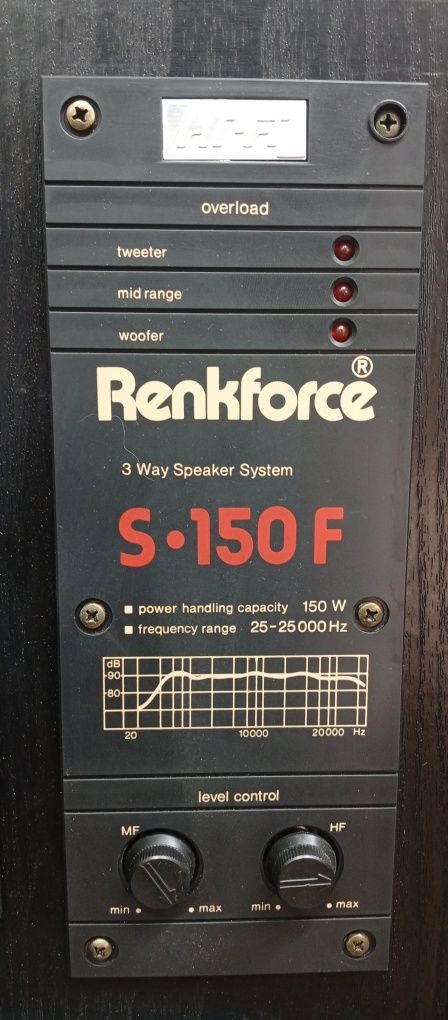 overload
tweeter
mid range
woofer
Renkforce®
3 Way Speaker System
S•150 F
■ power handling capacity 150 W
■ frequency range 25-25000 Hz
dB
90
80
20 10000 20000 Hz
level control
MF HF
min • • max min • • max